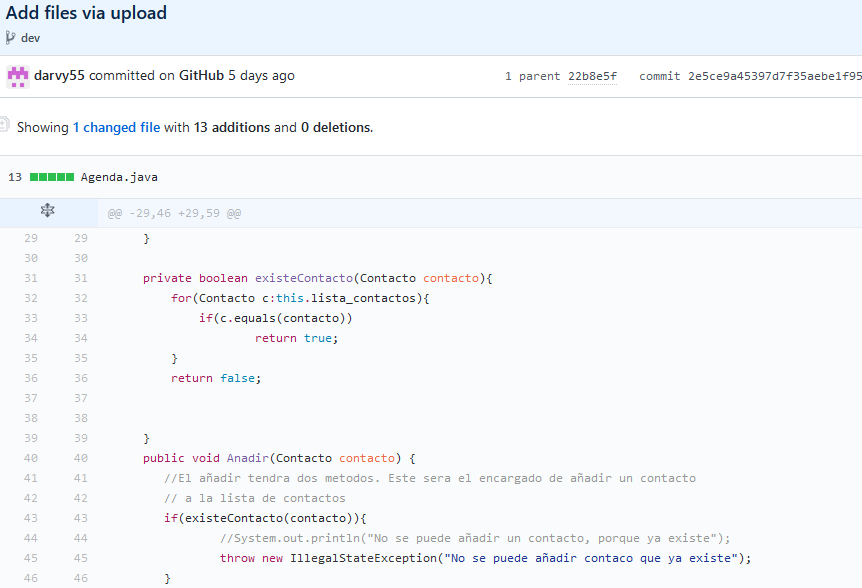 Add files via upload
dev
darvy55 committed on GitHub 5 days ago 1 parent 22b8e5f commit 2e5ce9a45397d7f35aebe1f95
Showing 1 changed file with 13 additions and 0 deletions.
13 Agenda.java
@@ -29,46 +29,59 @@
29 29 }
30 30
31 31 private boolean existeContacto(Contacto contacto){
32 32 for(Contacto c:this.lista_contactos){
33 33 if(c.equals(contacto))
34 34 return true;
35 35 }
36 36 return false;
37 37
38 38
39 39 }
40 40 public void Anadir(Contacto contacto) {
41 41 //El añadir tendra dos metodos. Este sera el encargado de añadir un contacto
42 42 // a la lista de contactos
43 43 if(existeContacto(contacto)){
44 44 //System.out.println("No se puede añadir un contacto, porque ya existe");
45 45 throw new IllegalStateException("No se puede añadir contaco que ya existe");
46 46 }